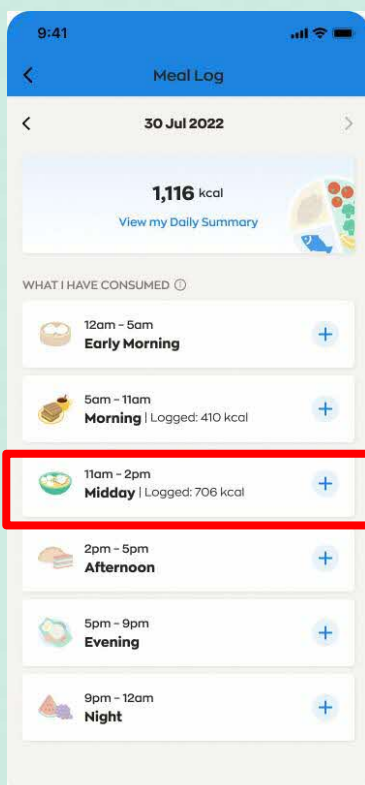 9:41
Meal Log
30 Jul 2022
1,116 kcal
View my Daily Summary
WHAT I HAVE CONSUMED
12am - 5am
Early Morning
5am - 11am
Morning | Logged: 410 kcal
11am - 2pm
Midday | Logged: 706 kcal
2pm - 5pm
Afternoon
5pm - 9pm
Evening
9pm - 12am
Night